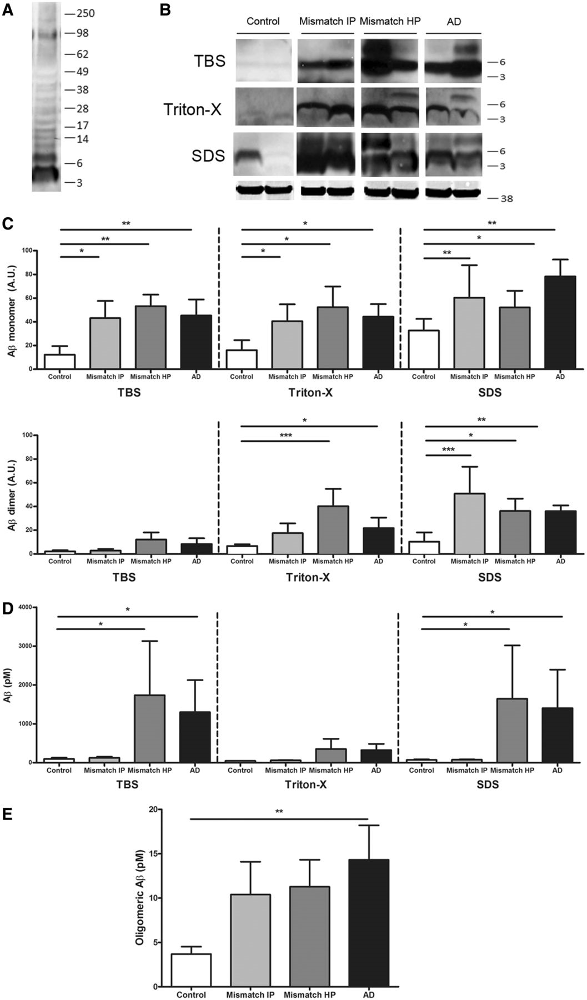 A
250
98
62
49
38
28
17
14
6
3
B
Control Mismatch IP Mismatch HP AD
TBS
6
3
Triton-X
6
3
SDS
6
3
38
C
** * **
** * *
* * **
Aβ monomer (A.U.)
100
80
60
40
20
0
Control Mismatch IP Mismatch HP AD Control Mismatch IP Mismatch HP AD Control Mismatch IP Mismatch HP AD
TBS Triton-X SDS
* **
*** *
***
Aβ dimer (A.U.)
100
80
60
40
20
0
Control Mismatch IP Mismatch HP AD Control Mismatch IP Mismatch HP AD Control Mismatch IP Mismatch HP AD
TBS Triton-X SDS
D
* *
* *
Aβ (pM)
4000
3000
2000
1000
0
Control Mismatch IP Mismatch HP AD Control Mismatch IP Mismatch HP AD Control Mismatch IP Mismatch HP AD
TBS Triton-X SDS
E
**
Oligomeric Aβ (pM)
20
15
10
5
0
Control Mismatch IP Mismatch HP AD